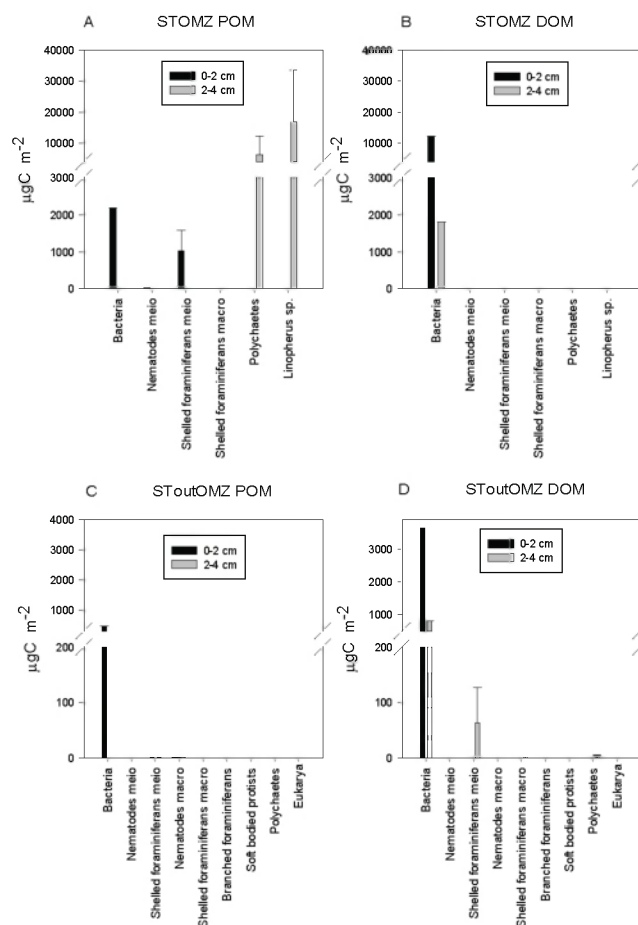 A STOMZ POM
40000
30000
20000
10000
3000
2000
1000
0
µgC m-2
0-2 cm
2-4 cm
Bacteria
Nematodes meio
Shelled foraminiferans meio
Shelled foraminiferans macro
Polychaetes
Linopherus sp.
B STOMZ DOM
40000
30000
20000
10000
3000
2000
1000
0
µgC m-2
0-2 cm
2-4 cm
Bacteria
Nematodes meio
Shelled foraminiferans meio
Shelled foraminiferans macro
Polychaetes
Linopherus sp.
C SToutOMZ POM
4000
3000
2000
1000
200
100
0
µgC m-2
0-2 cm
2-4 cm
Bacteria
Nematodes meio
Shelled foraminiferans meio
Nematodes macro
Shelled foraminiferans macro
Branched foraminiferans
Soft bodied protists
Polychaetes
Eukarya
D SToutOMZ DOM
3000
2000
1000
200
100
0
µgC m-2
0-2 cm
2-4 cm
Bacteria
Nematodes meio
Shelled foraminiferans meio
Nematodes macro
Shelled foraminiferans macro
Branched foraminiferans
Soft bodied protists
Polychaetes
Eukarya